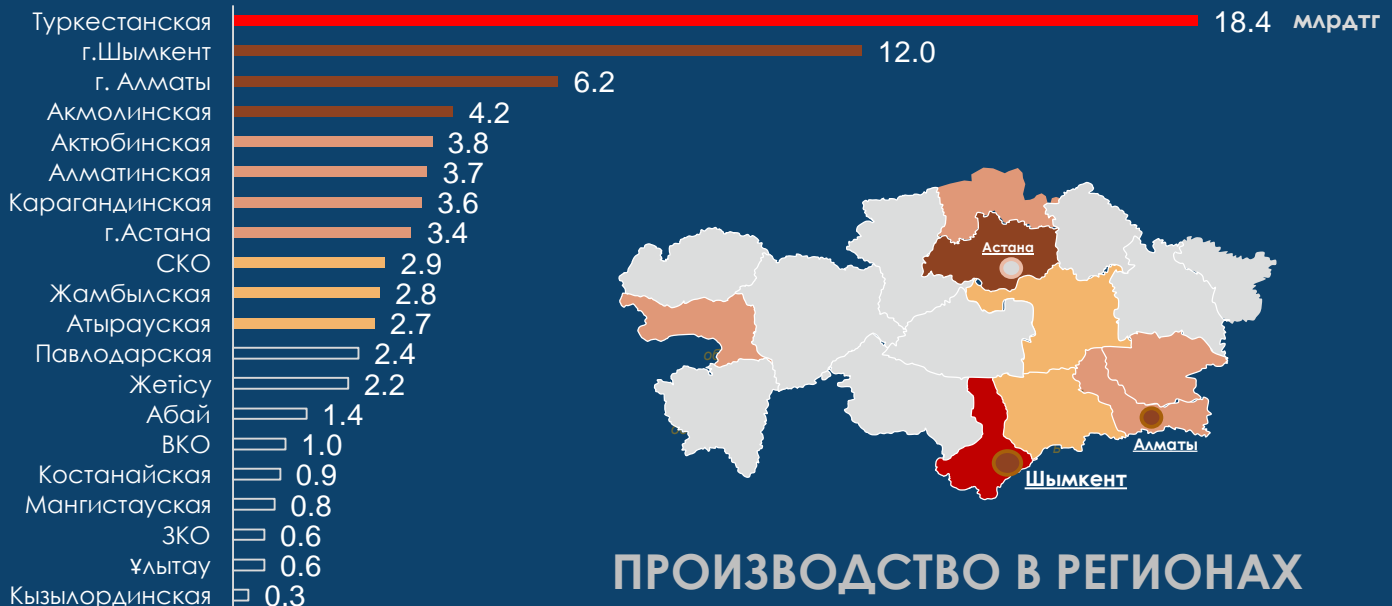 Туркестанская 18.4 млрдтг
г.Шымкент 12.0
г. Алматы 6.2
Акмолинская 4.2
Актюбинская 3.8
Алматинская 3.7
Карагандинская 3.6
г.Астана 3.4
СКО 2.9
Жамбылская 2.8
Атырауская 2.7
Павлодарская 2.4
Жетісу 2.2
Абай 1.4
ВКО 1.0
Костанайская 0.9
Мангистауская 0.8
ЗКО 0.6
Ұлытау 0.6
Кызылординская 0.3
Астана
Алматы
Шымкент
ПРОИЗВОДСТВО В РЕГИОНАХ